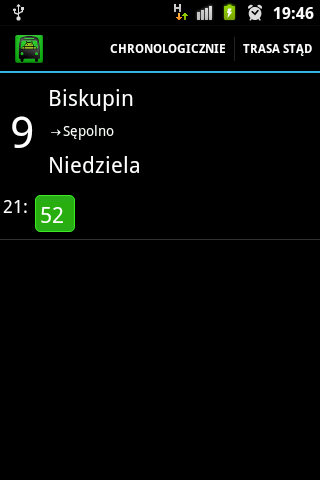 H 19:46
CHRONOLOGICZNIE TRASA STĄD
Biskupin
9
→Sępolno
Niedziela
21: 52